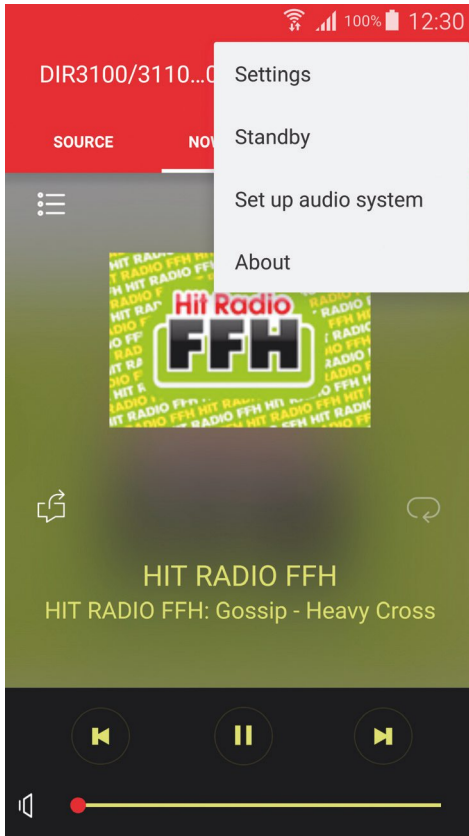 100% 12:30
DIR3100/3110...0
Settings
Standby
Set up audio system
About
SOURCE
Hit Radio
FFH
HIT RADIO FFH
HIT RADIO FFH: Gossip - Heavy Cross